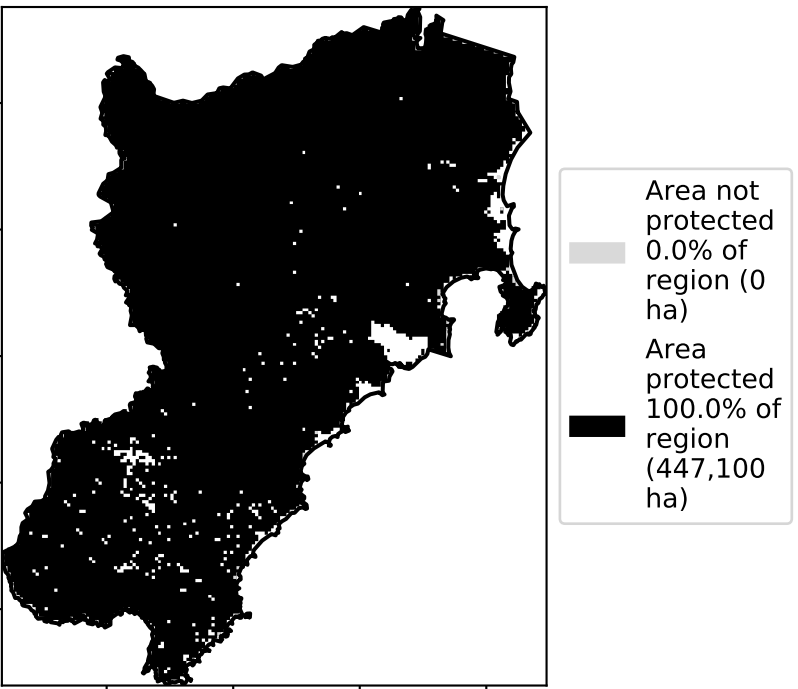 Area not
protected
0.0% of
region (0
ha)
Area
protected
100.0% of
region
(447,100
ha)